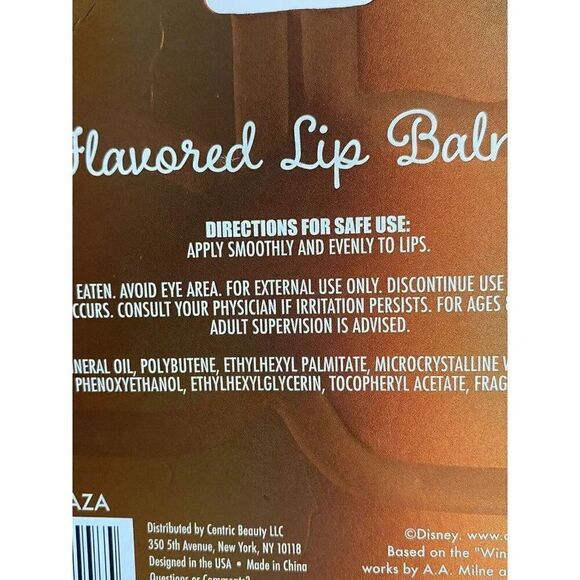 Flavored Lip Bal
DIRECTIONS FOR SAFE USE:
APPLY SMOOTHLY AND EVENLY TO LIPS.
EATEN. AVOID EYE AREA. FOR EXTERNAL USE ONLY. DISCONTINUE USE
CCURS. CONSULT YOUR PHYSICIAN IF IRRITATION PERSISTS. FOR AGES
ADULT SUPERVISION IS ADVISED.
NERAL OIL, POLYBUTENE, ETHYLHEXYL PALMITATE, MICROCRYSTALLINE
PHENOXYETHANOL, ETHYLHEXYLGLYCERIN, TOCOPHERYL ACETATE, FRAG
AZA
Distributed by Centric Beauty LLC
350 5th Avenue, New York, NY 10118
Designed in the USA • Made in China
Questions or Comments?
©Disney. www.
Based on the "Win
works by A.A. Milne